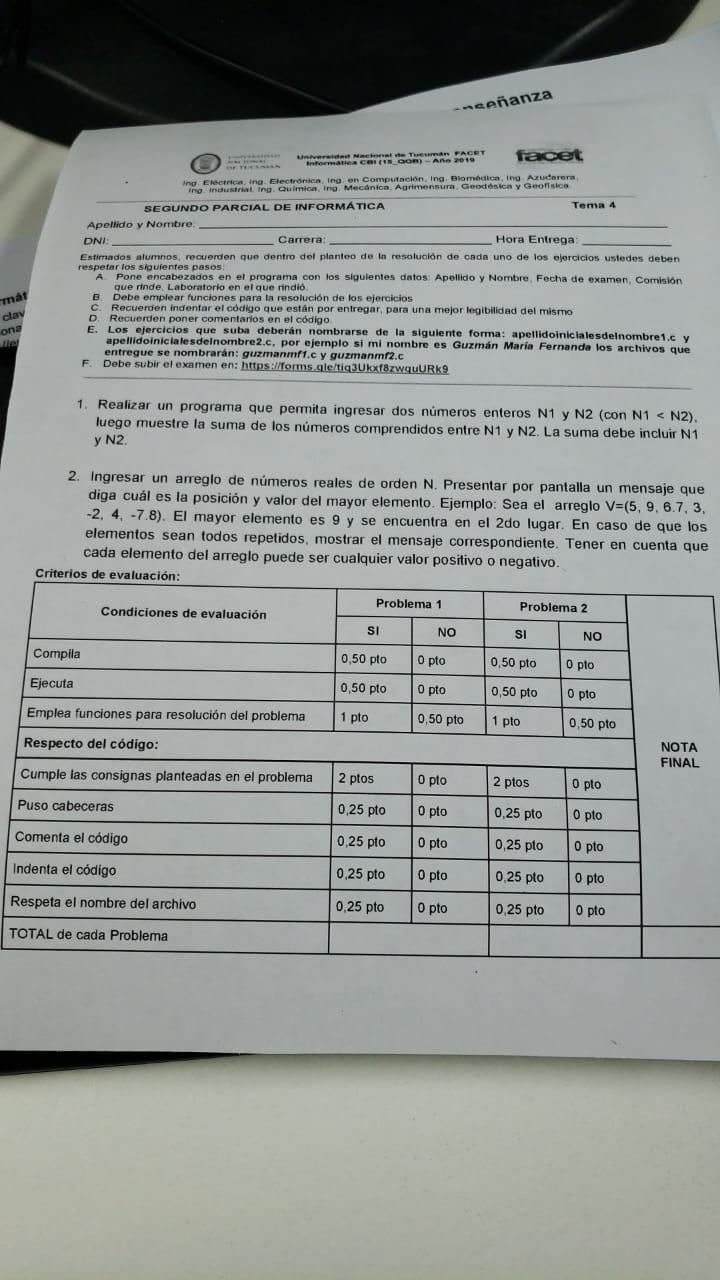 enseñanza
UNIVERSIDAD
NACIONAL
DE TUCUMÁN
Universidad Nacional de Tucumán FACET
Informática CBI (15_QGB) – Año 2019
facet
Ing. Eléctrica, Ing. Electrónica, Ing. en Computación, Ing. Biomédica, Ing. Azucarera,
Ing. Industrial, Ing. Química, Ing. Mecánica, Agrimensura, Geodésica y Geofísica
SEGUNDO PARCIAL DE INFORMÁTICA Tema 4
Apellido y Nombre:
DNI: Carrera: Hora Entrega:
Estimados alumnos, recuerden que dentro del planteo de la resolución de cada uno de los ejercicios ustedes deben
respetar los siguientes pasos:
A. Pone encabezados en el programa con los siguientes datos: Apellido y Nombre, Fecha de examen, Comisión
que rinde, Laboratorio en el que rindió.
B. Debe emplear funciones para la resolución de los ejercicios
C. Recuerden indentar el código que están por entregar, para una mejor legibilidad del mismo
D. Recuerden poner comentarios en el código.
E. Los ejercicios que suba deberán nombrarse de la siguiente forma: apellidoinicialesdelnombre1.c y
apellidoinicialesdelnombre2.c, por ejemplo si mi nombre es Guzmán María Fernanda los archivos que
entregue se nombrarán: guzmanmf1.c y guzmanmf2.c
F. Debe subir el examen en: https://forms.gle/tiq3Ukxf8zwquURk9
1. Realizar un programa que permita ingresar dos números enteros N1 y N2 (con N1 < N2),
luego muestre la suma de los números comprendidos entre N1 y N2. La suma debe incluir N1
y N2.
2. Ingresar un arreglo de números reales de orden N. Presentar por pantalla un mensaje que
diga cuál es la posición y valor del mayor elemento. Ejemplo: Sea el arreglo V=(5, 9, 6.7, 3,
-2, 4, -7.8). El mayor elemento es 9 y se encuentra en el 2do lugar. En caso de que los
elementos sean todos repetidos, mostrar el mensaje correspondiente. Tener en cuenta que
cada elemento del arreglo puede ser cualquier valor positivo o negativo.
Criterios de evaluación:
Condiciones de evaluación Problema 1 Problema 2
SI NO SI NO
Compila 0,50 pto 0 pto 0,50 pto 0 pto
Ejecuta 0,50 pto 0 pto 0,50 pto 0 pto
Emplea funciones para resolución del problema 1 pto 0,50 pto 1 pto 0,50 pto
Respecto del código:
NOTA
FINAL
Cumple las consignas planteadas en el problema 2 ptos 0 pto 2 ptos 0 pto
Puso cabeceras 0,25 pto 0 pto 0,25 pto 0 pto
Comenta el código 0,25 pto 0 pto 0,25 pto 0 pto
Indenta el código 0,25 pto 0 pto 0,25 pto 0 pto
Respeta el nombre del archivo 0,25 pto 0 pto 0,25 pto 0 pto
TOTAL de cada Problema